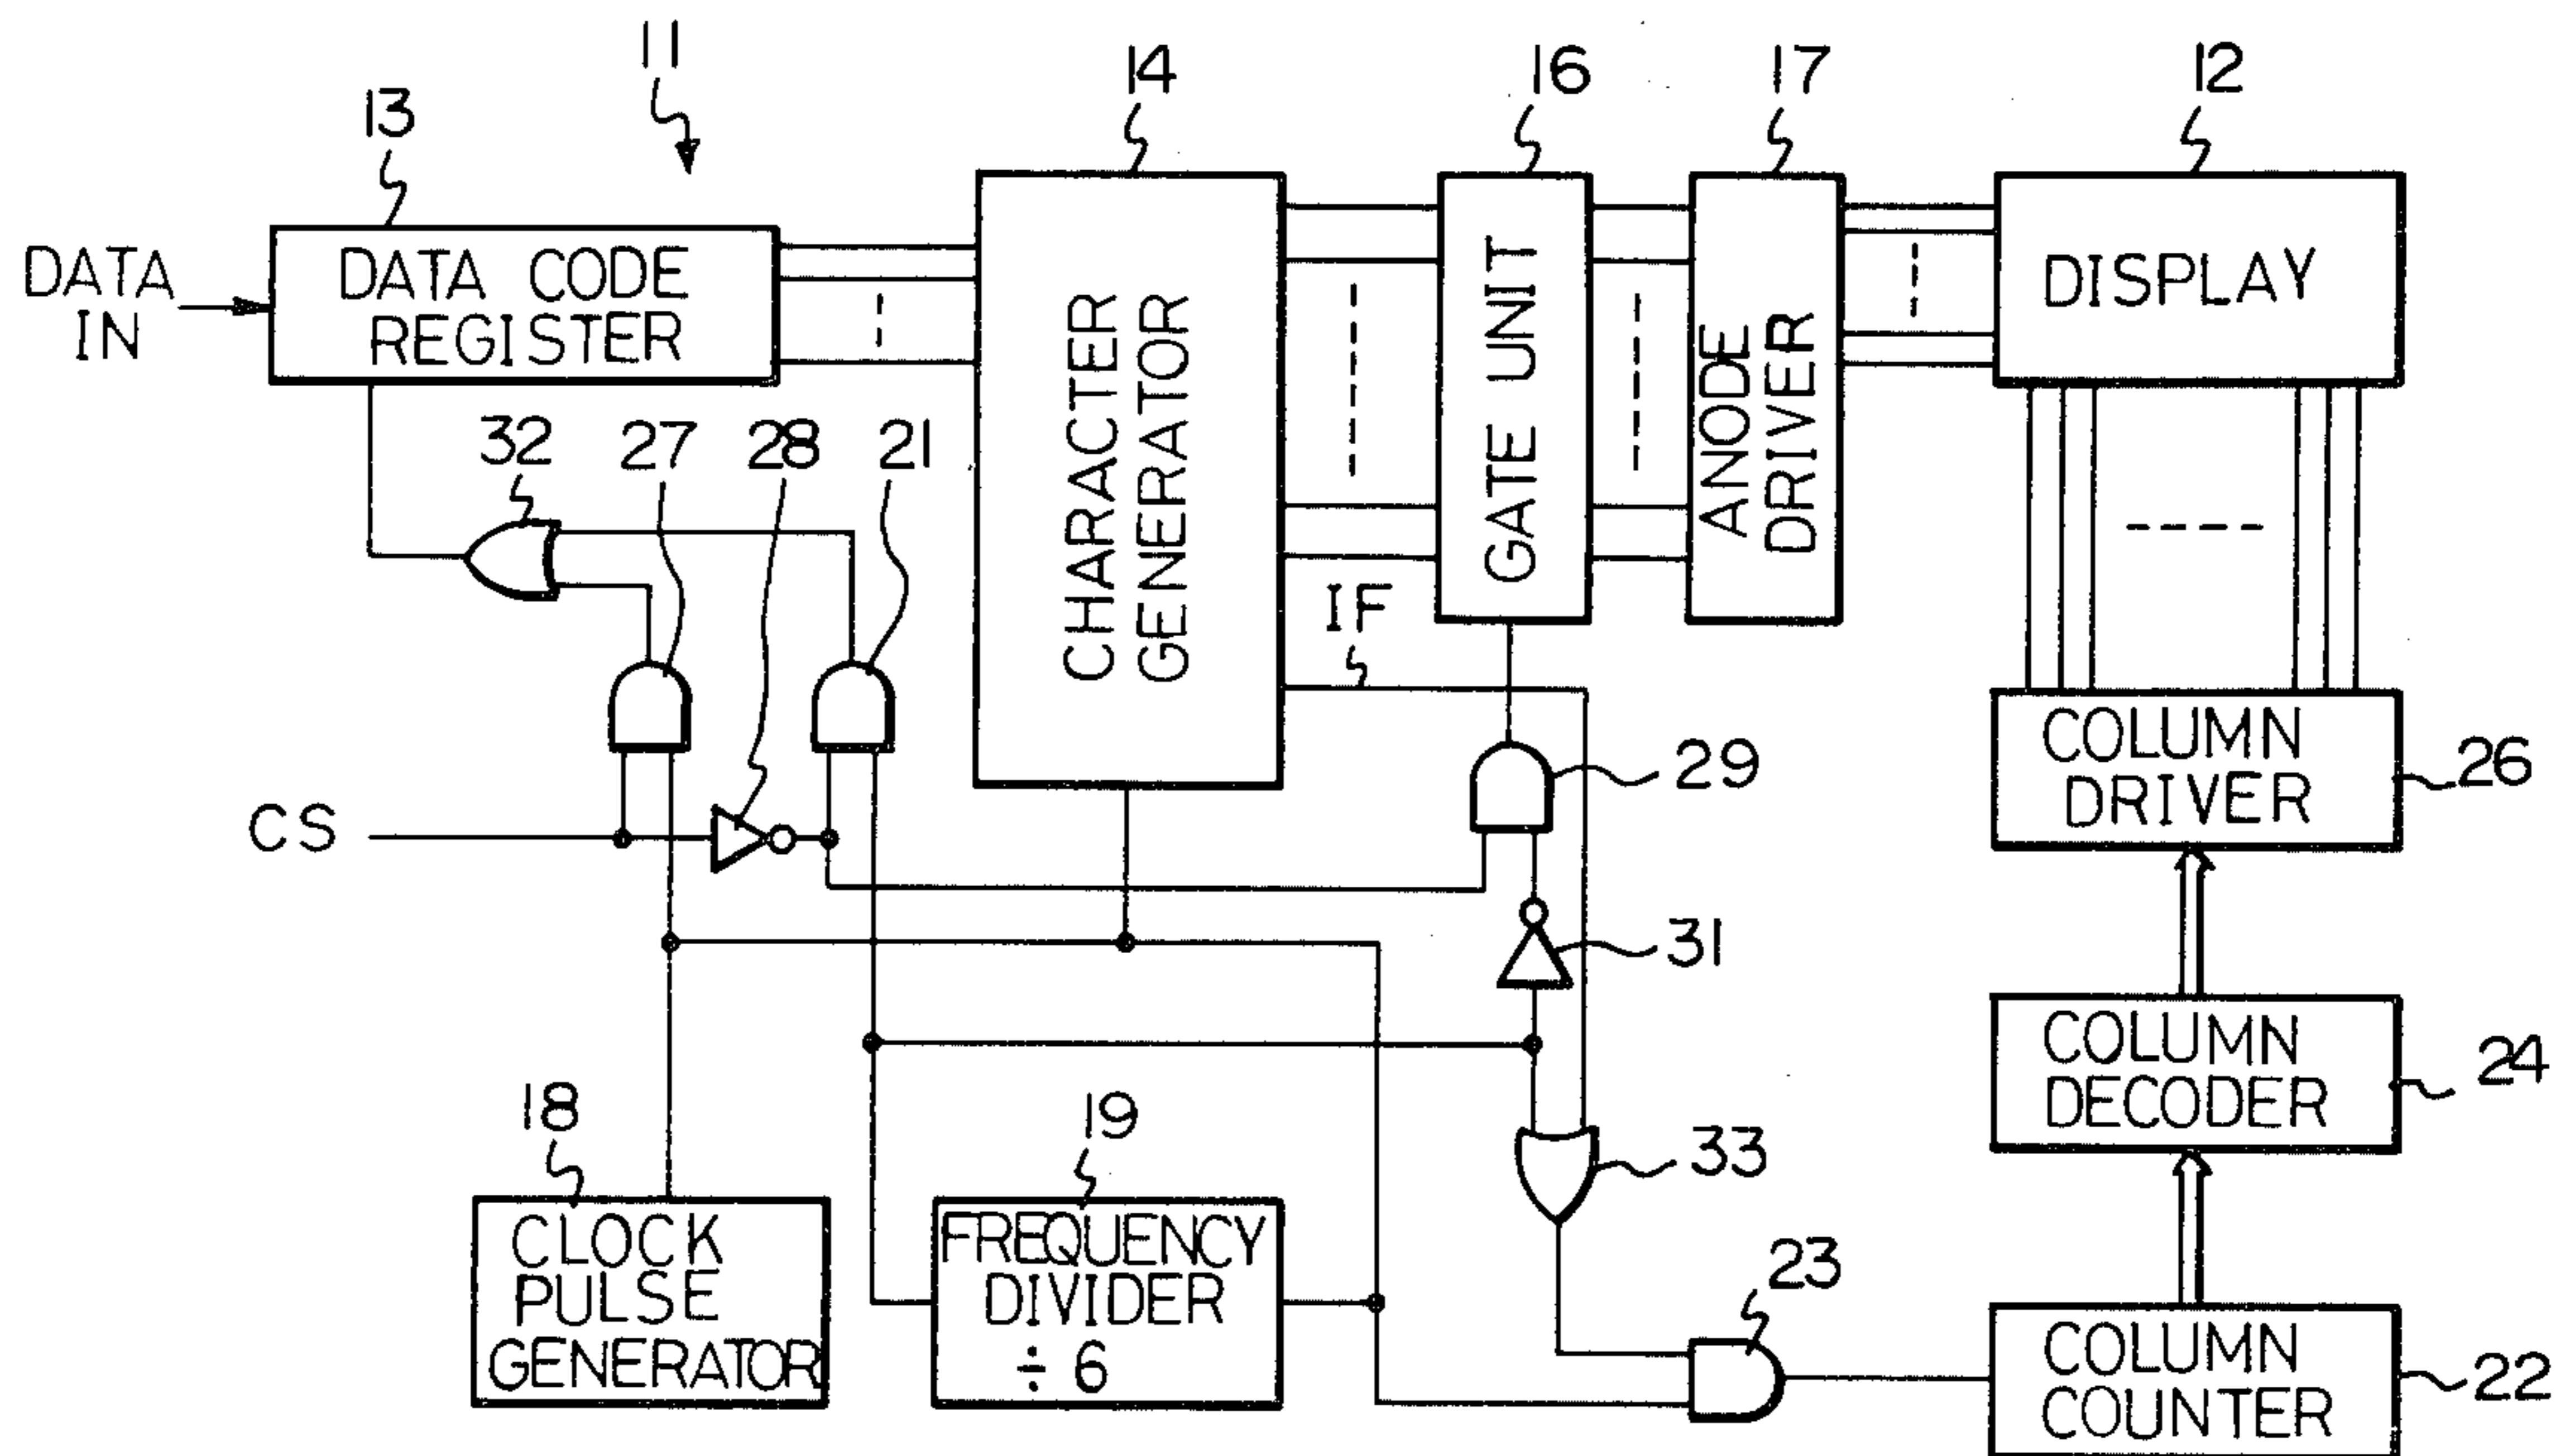 11
14
16
17
12
13
DATA
IN
DATA CODE
REGISTER
CHARACTER
GENERATOR
GATE UNIT
ANODE
DRIVER
DISPLAY
32
27
28
21
IF
CS
29
COLUMN
DRIVER
26
31
COLUMN
DECODER
24
18
19
33
CLOCK
PULSE
GENERATOR
FREQUENCY
DIVIDER
÷ 6
23
COLUMN
COUNTER
22